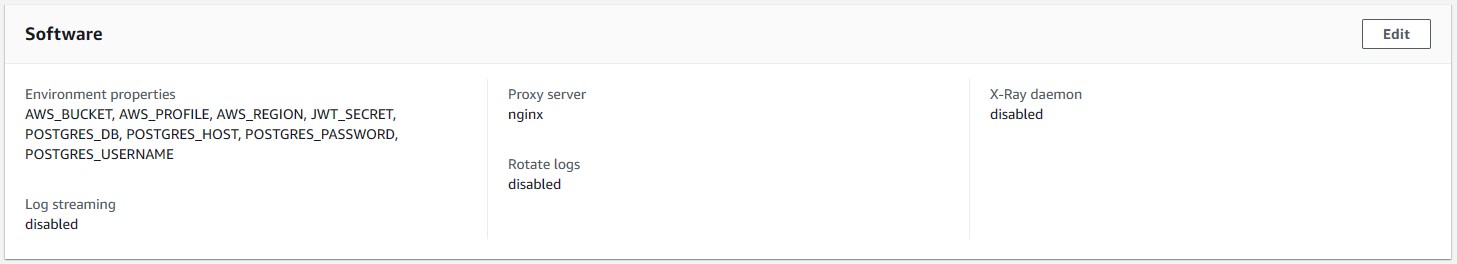 Software
Edit
Environment properties
AWS_BUCKET, AWS_PROFILE, AWS_REGION, JWT_SECRET,
POSTGRES_DB, POSTGRES_HOST, POSTGRES_PASSWORD,
POSTGRES_USERNAME
Log streaming
disabled
Proxy server
nginx
Rotate logs
disabled
X-Ray daemon
disabled